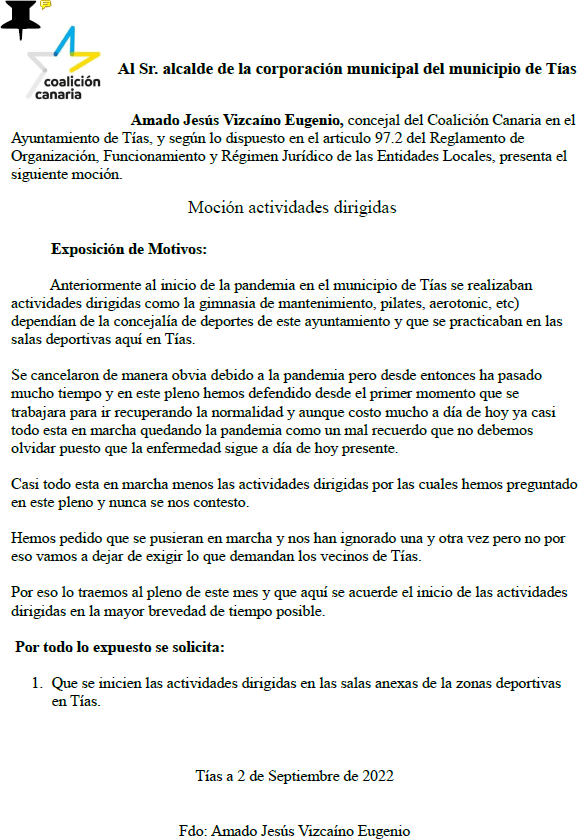 coalición
canaria
Al Sr. alcalde de la corporación municipal del municipio de Tías
Amado Jesús Vizcaíno Eugenio, concejal del Coalición Canaria en el
Ayuntamiento de Tías, y según lo dispuesto en el articulo 97.2 del Reglamento de
Organización, Funcionamiento y Régimen Jurídico de las Entidades Locales, presenta el
siguiente moción.
Moción actividades dirigidas
Exposición de Motivos:
Anteriormente al inicio de la pandemia en el municipio de Tías se realizaban
actividades dirigidas como la gimnasia de mantenimiento, pilates, aerotonic, etc)
dependían de la concejalía de deportes de este ayuntamiento y que se practicaban en las
salas deportivas aquí en Tías.
Se cancelaron de manera obvia debido a la pandemia pero desde entonces ha pasado
mucho tiempo y en este pleno hemos defendido desde el primer momento que se
trabajara para ir recuperando la normalidad y aunque costo mucho a día de hoy ya casi
todo esta en marcha quedando la pandemia como un mal recuerdo que no debemos
olvidar puesto que la enfermedad sigue a día de hoy presente.
Casi todo esta en marcha menos las actividades dirigidas por las cuales hemos preguntado
en este pleno y nunca se nos contesto.
Hemos pedido que se pusieran en marcha y nos han ignorado una y otra vez pero no por
eso vamos a dejar de exigir lo que demandan los vecinos de Tías.
Por eso lo traemos al pleno de este mes y que aquí se acuerde el inicio de las actividades
dirigidas en la mayor brevedad de tiempo posible.
Por todo lo expuesto se solicita:
1. Que se inicien las actividades dirigidas en las salas anexas de la zonas deportivas
en Tías.
Tías a 2 de Septiembre de 2022
Fdo: Amado Jesús Vizcaíno Eugenio